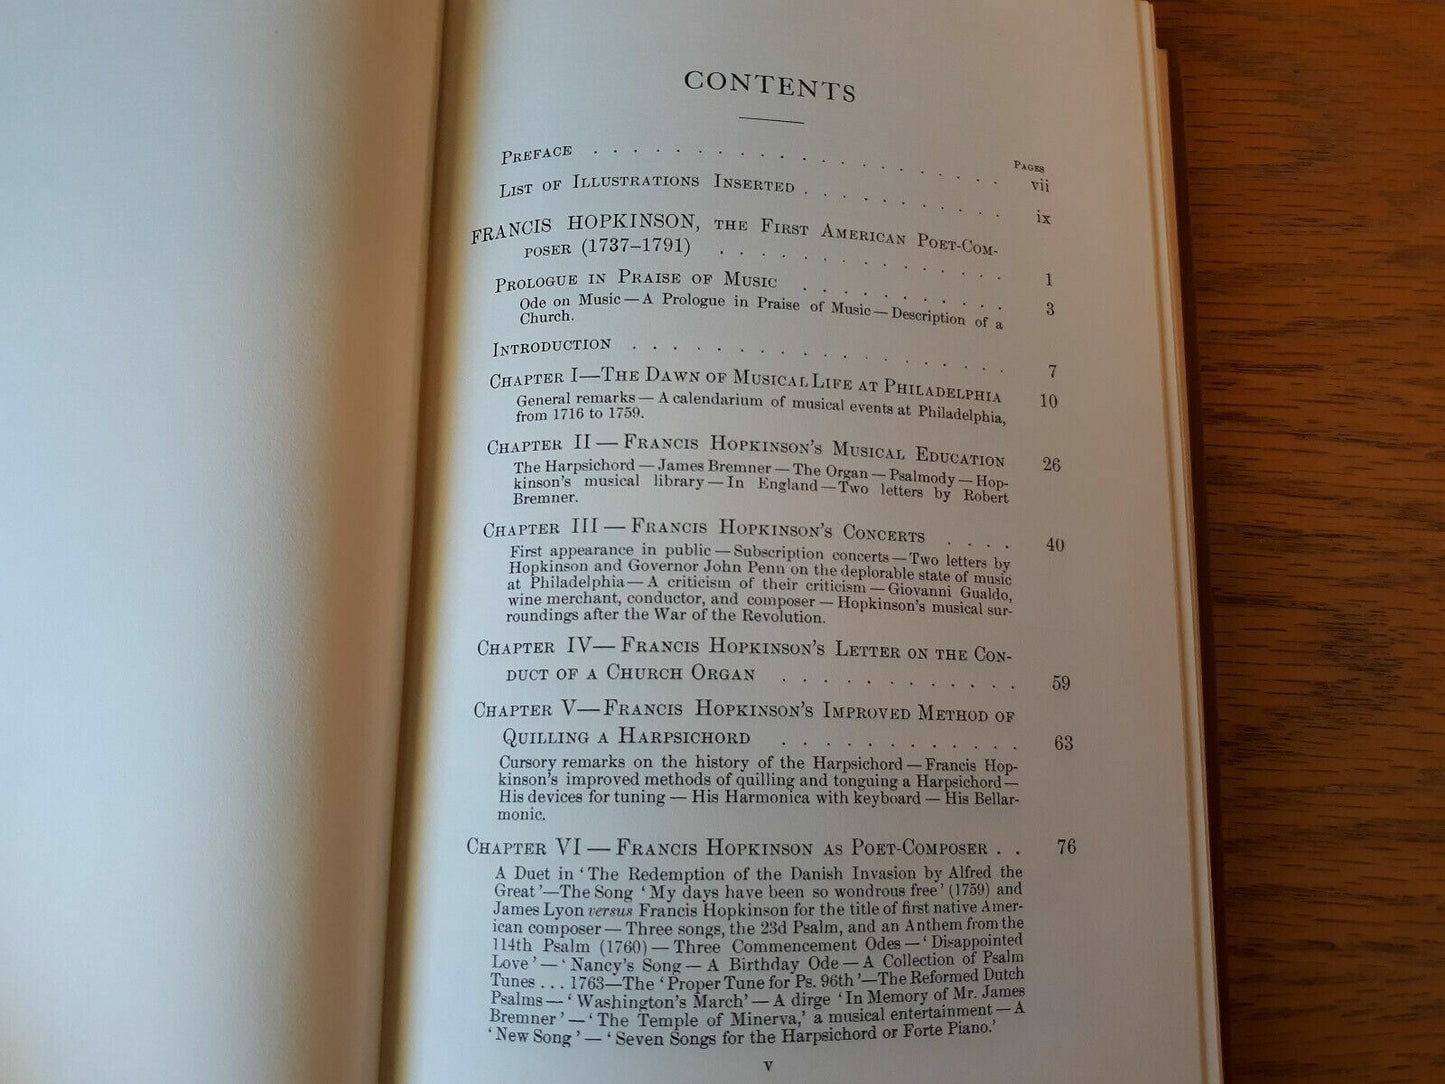 CONTENTS
PAGES
PREFACE . . . . . . . . . . . . . . . . vii
LIST OF ILLUSTRATIONS INSERTED . . . . . . . . ix
FRANCIS HOPKINSON, THE FIRST AMERICAN POET-COM-
POSER (1737–1791) . . . . . . . . . . . . 1
PROLOGUE IN PRAISE OF MUSIC . . . . . . . . . 3
Ode on Music — A Prologue in Praise of Music — Description of a
Church.
INTRODUCTION . . . . . . . . . . . . . . 7
CHAPTER I—THE DAWN OF MUSICAL LIFE AT PHILADELPHIA 10
General remarks — A calendarium of musical events at Philadelphia,
from 1716 to 1759.
CHAPTER II — FRANCIS HOPKINSON'S MUSICAL EDUCATION 26
The Harpsichord — James Bremner — The Organ — Psalmody — Hop-
kinson's musical library — In England — Two letters by Robert
Bremner.
CHAPTER III — FRANCIS HOPKINSON'S CONCERTS . . . . 40
First appearance in public — Subscription concerts — Two letters by
Hopkinson and Governor John Penn on the deplorable state of music
at Philadelphia — A criticism of their criticism — Giovanni Gualdo,
wine merchant, conductor, and composer — Hopkinson's musical sur-
roundings after the War of the Revolution.
CHAPTER IV— FRANCIS HOPKINSON'S LETTER ON THE CON-
DUCT OF A CHURCH ORGAN . . . . . . . . . . . . 59
CHAPTER V—FRANCIS HOPKINSON'S IMPROVED METHOD OF
QUILLING A HARPSICHORD . . . . . . . . . . . . 63
Cursory remarks on the history of the Harpsichord — Francis Hop-
kinson's improved methods of quilling and tonguing a Harpsichord —
His devices for tuning — His Harmonica with keyboard — His Bellar-
monic.
CHAPTER VI — FRANCIS HOPKINSON AS POET-COMPOSER . . 76
A Duet in 'The Redemption of the Danish Invasion by Alfred the
Great'—The Song 'My days have been so wondrous free' (1759) and
James Lyon versus Francis Hopkinson for the title of first native Amer-
ican composer — Three songs, the 23d Psalm, and an Anthem from the
114th Psalm (1760) — Three Commencement Odes — 'Disappointed
Love' — 'Nancy's Song — A Birthday Ode — A Collection of Psalm
Tunes . . . 1763—The 'Proper Tune for Ps. 96th'—The Reformed Dutch
Psalms — 'Washington's March' — A dirge 'In Memory of Mr. James
Bremner' — 'The Temple of Minerva,' a musical entertainment — A
'New Song' — 'Seven Songs for the Harpsichord or Forte Piano.'
v